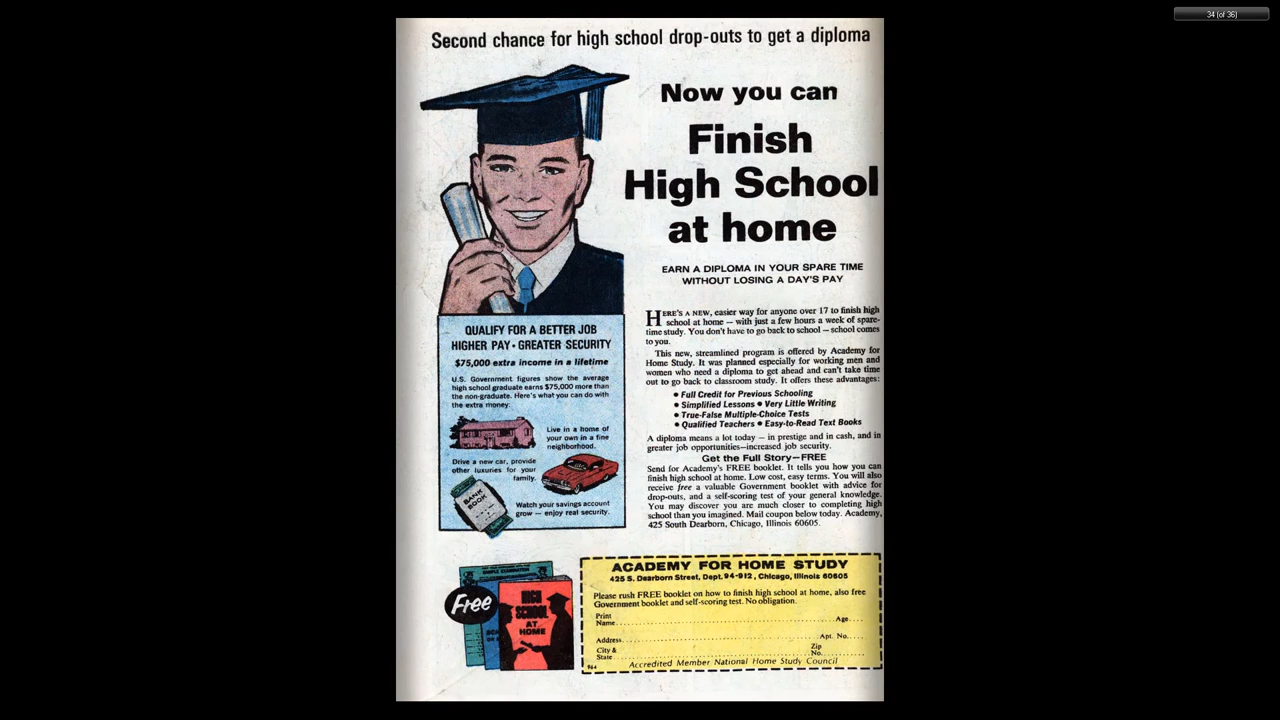 34 (of 36)
Second chance for high school drop-outs to get a diploma
Now you can
Finish
High School
at home
EARN A DIPLOMA IN YOUR SPARE TIME
WITHOUT LOSING A DAY'S PAY
QUALIFY FOR A BETTER JOB
HIGHER PAY • GREATER SECURITY
$75,000 extra income in a lifetime
U.S. Government figures show the average
high school graduate earns $75,000 more than
the non-graduate. Here's what you can do with
the extra money:
Live in a home of
your own in a fine
neighborhood.
Drive a new car, provide
other luxuries for your
family.
BANK
BOOK
Watch your savings account
grow — enjoy real security.
HERE'S A NEW, easier way for anyone over 17 to finish high
school at home — with just a few hours a week of spare-
time study. You don't have to go back to school — school comes
to you.
This new, streamlined program is offered by Academy for
Home Study. It was planned especially for working men and
women who need a diploma to get ahead and can't take time
out to go back to classroom study. It offers these advantages:
• Full Credit for Previous Schooling
• Simplified Lessons • Very Little Writing
• True-False Multiple-Choice Tests
• Qualified Teachers • Easy-to-Read Text Books
A diploma means a lot today — in prestige and in cash, and in
greater job opportunities—increased job security.
Get the Full Story—FREE
Send for Academy's FREE booklet. It tells you how you can
finish high school at home. Low cost, easy terms. You will also
receive free a valuable Government booklet with advice for
drop-outs, and a self-scoring test of your general knowledge.
You may discover you are much closer to completing high
school than you imagined. Mail coupon below today. Academy,
425 South Dearborn, Chicago, Illinois 60605.
Free
HIGH
SCHOOL
AT
HOME
ACADEMY FOR HOME STUDY
425 S. Dearborn Street, Dept. 94-912, Chicago, Illinois 60605
Please rush FREE booklet on how to finish high school at home, also free
Government booklet and self-scoring test. No obligation.
Print
Name Age
Address Apt. No.
City & Zip
State No.
964 Accredited Member National Home Study Council